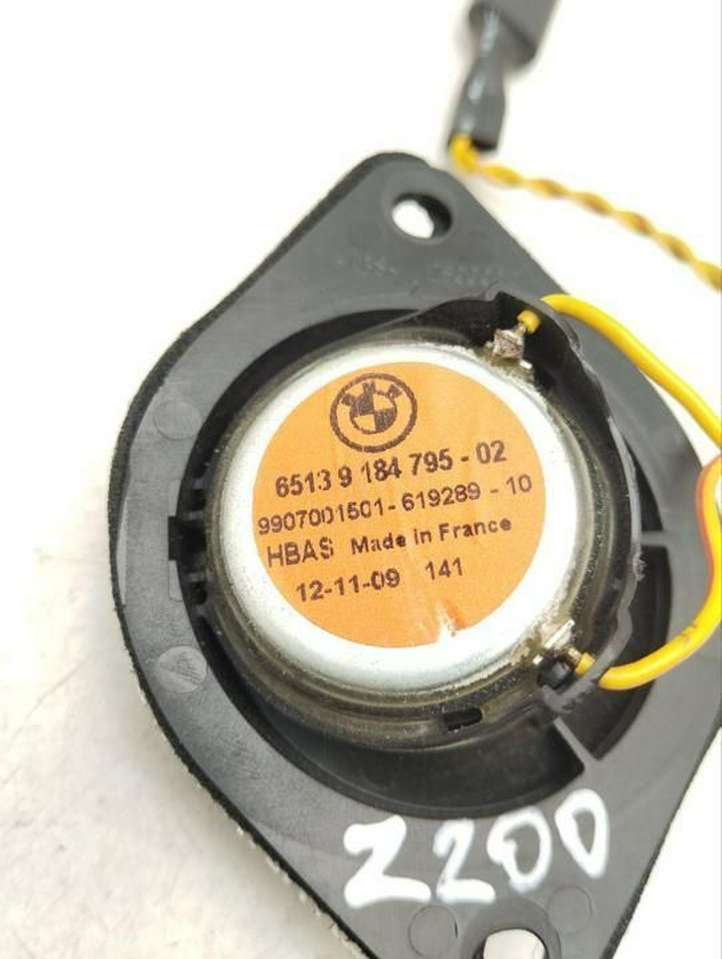 6513 9 184 795 - 02
9907001501 - 619289 - 10
HBAS Made in France
12-11-09 141
Z200